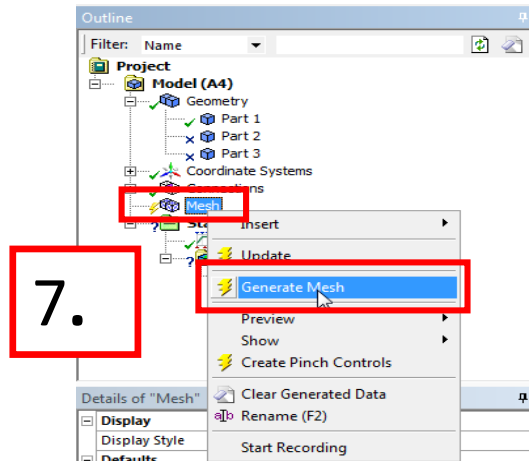 Outline
Filter: Name
Project
Model (A4)
Geometry
Part 1
Part 2
Part 3
Coordinate Systems
Connections
Mesh
Insert
Update
7.
Generate Mesh
Preview
Show
Create Pinch Controls
Details of "Mesh"
Clear Generated Data
Display
Rename (F2)
Display Style
Start Recording
Defaults